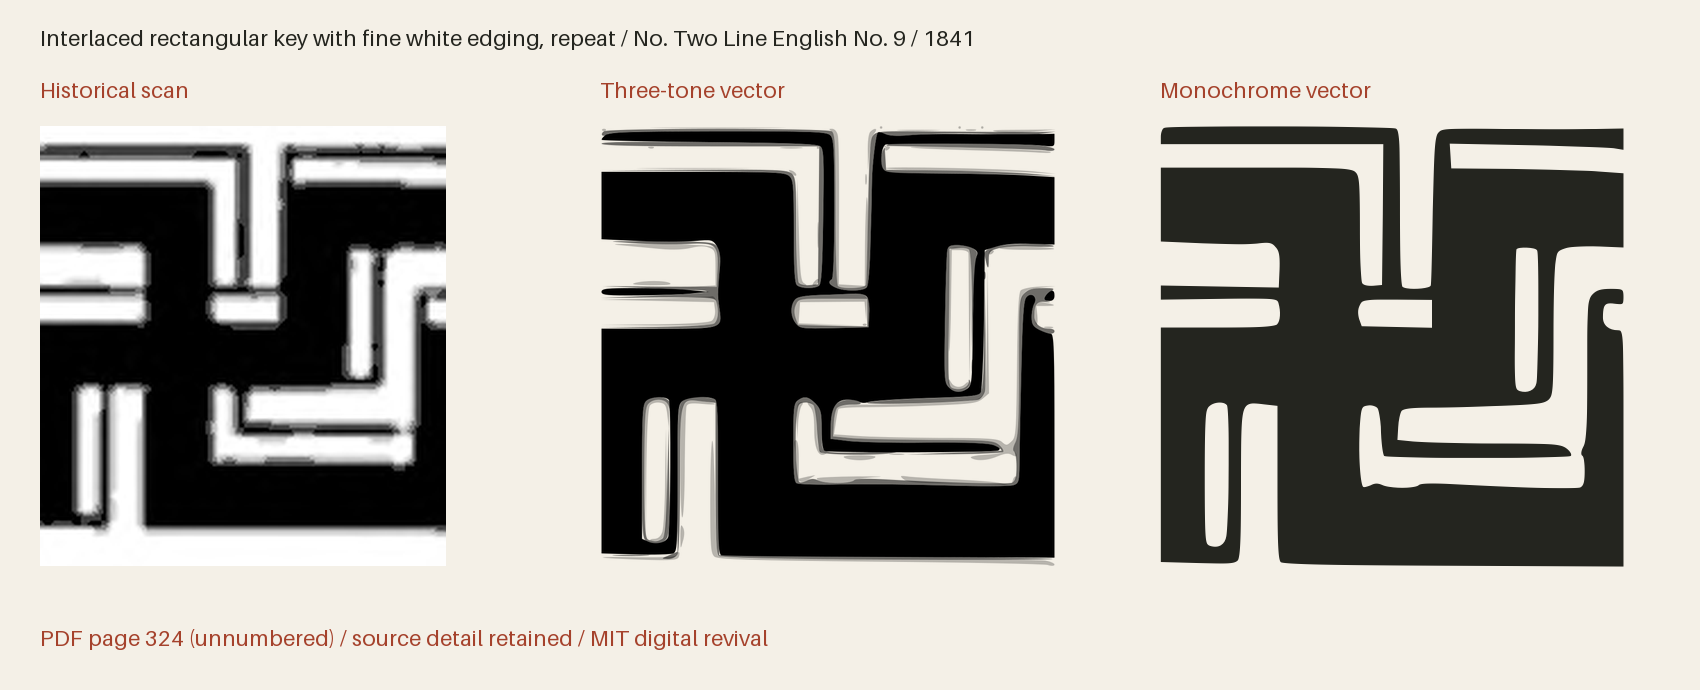 Interlaced rectangular key with fine white edging, repeat / No. Two Line English No. 9 / 1841
Historical scan
Three-tone vector
Monochrome vector
PDF page 324 (unnumbered) / source detail retained / MIT digital revival